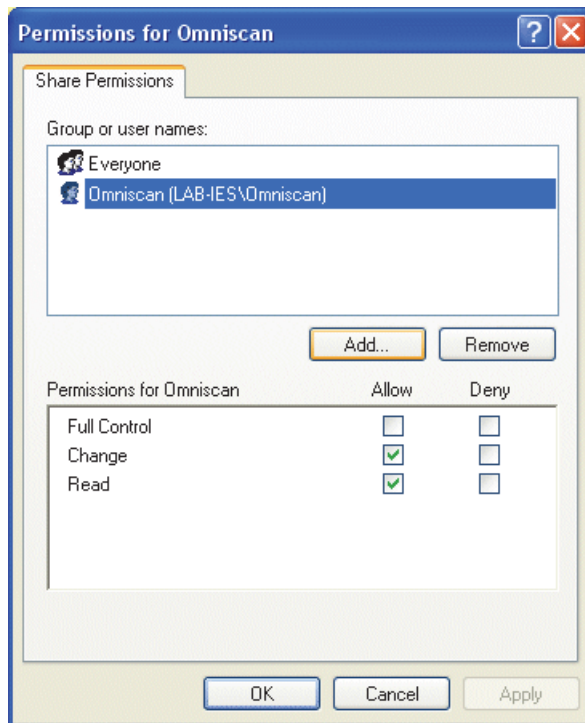 Permissions for Omniscan
Share Permissions
Group or user names:
Everyone
Omniscan (LAB-IES\Omniscan)
Add... Remove
Permissions for Omniscan Allow Deny
Full Control
Change
Read
OK Cancel Apply